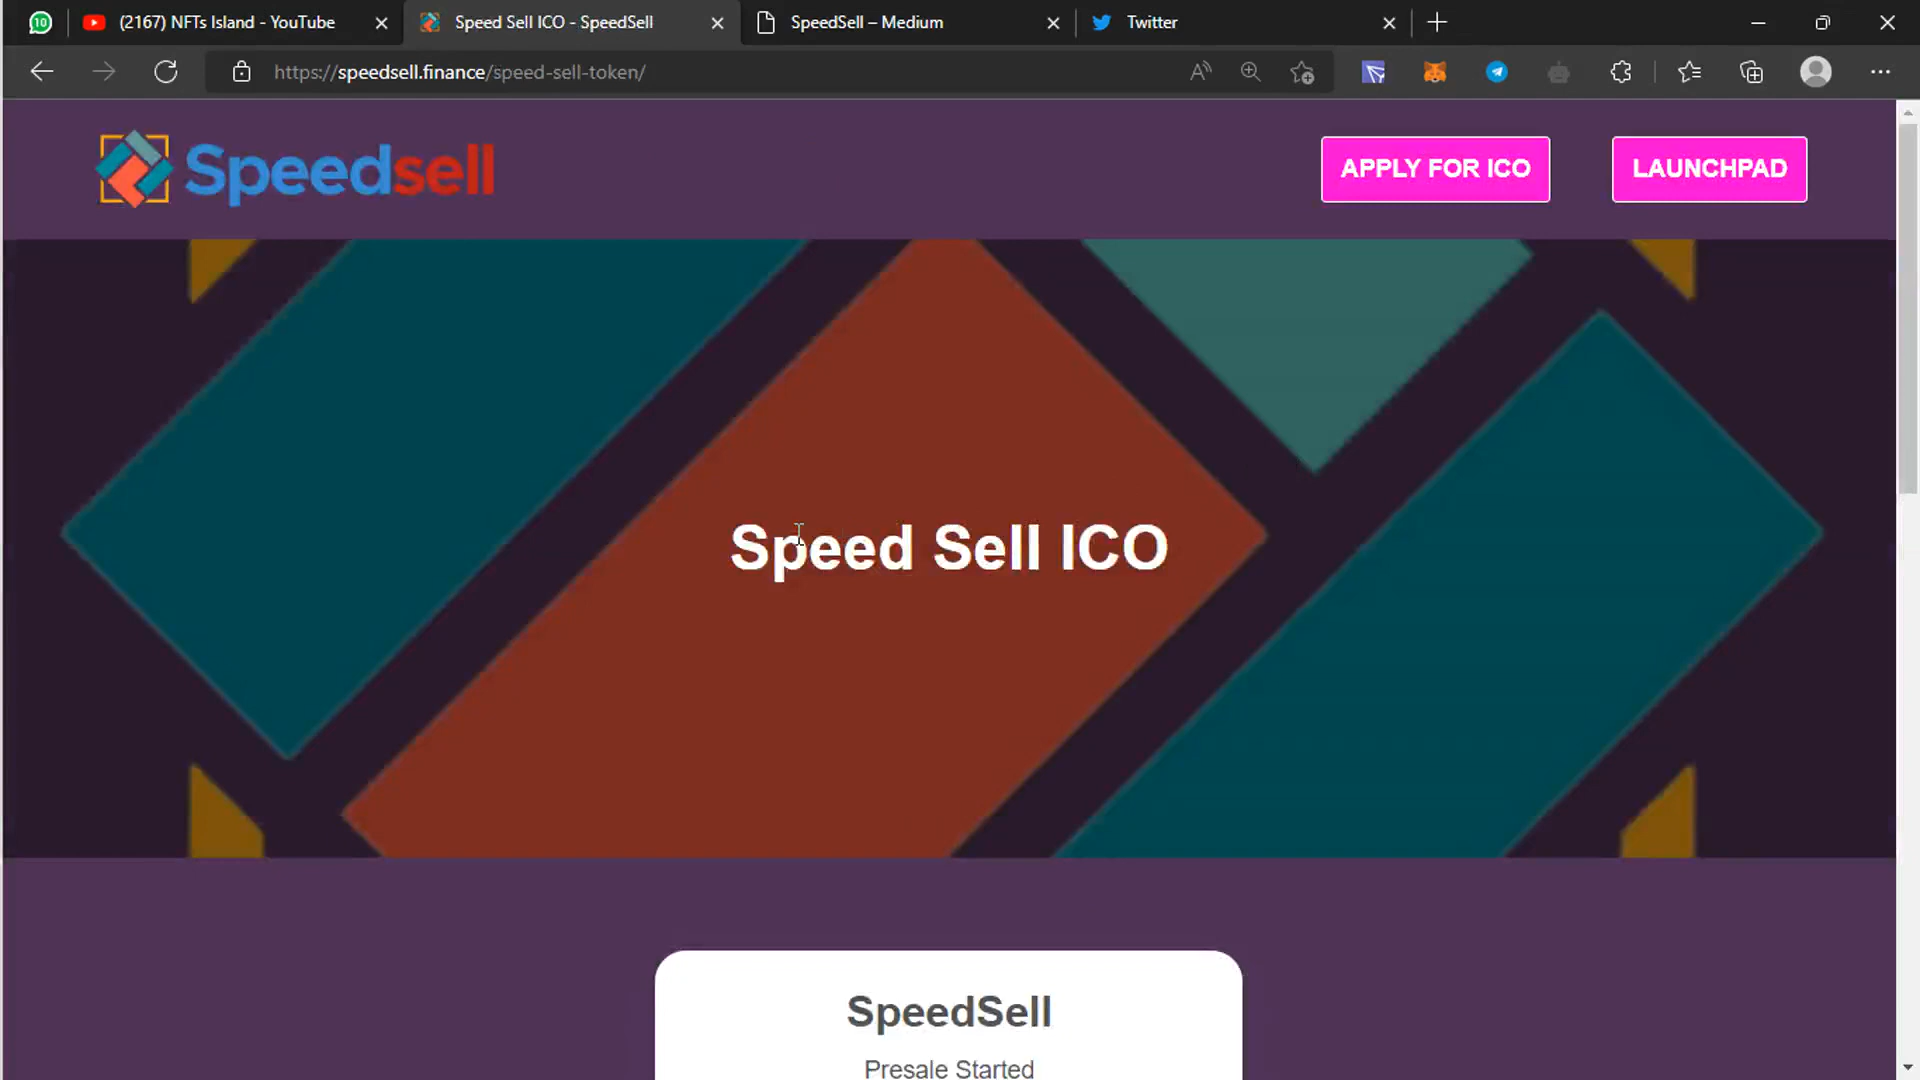 10
(2167) NFTs Island - YouTube
Speed Sell ICO - SpeedSell
SpeedSell – Medium
Twitter
https://speedsell.finance/speed-sell-token/
Speedsell
APPLY FOR ICO
LAUNCHPAD
Speed Sell ICO
SpeedSell
Presale Started